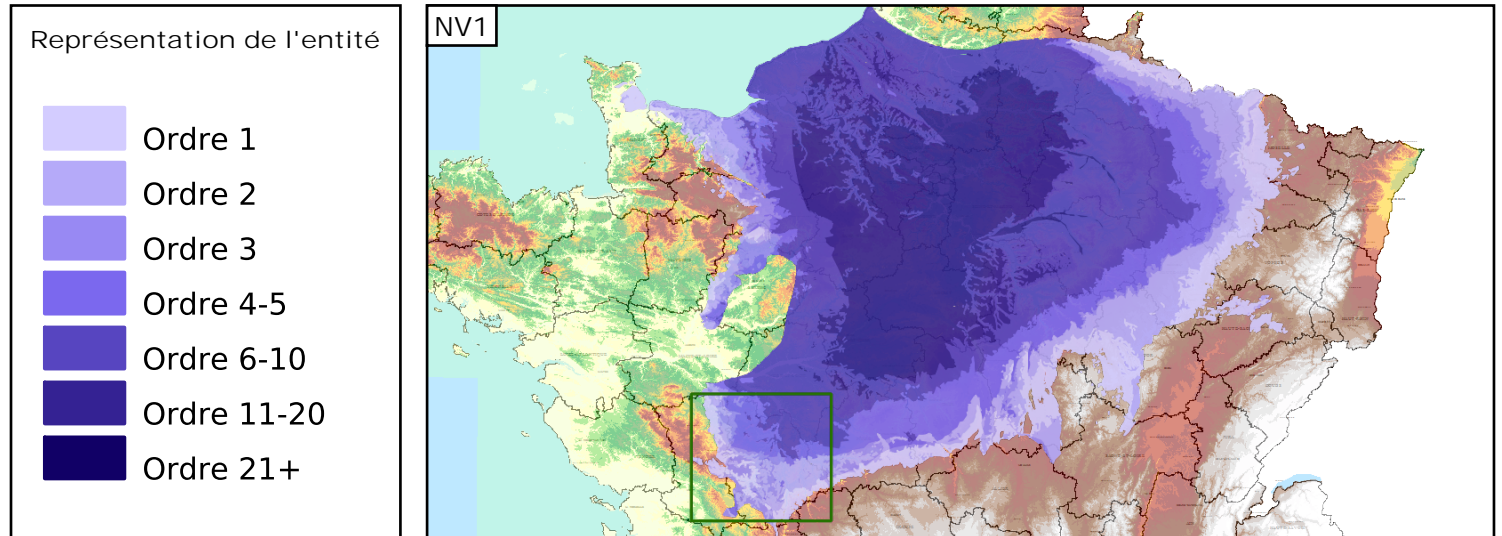 Représentation de l'entité
Ordre 1
Ordre 2
Ordre 3
Ordre 4-5
Ordre 6-10
Ordre 11-20
Ordre 21+
NV1